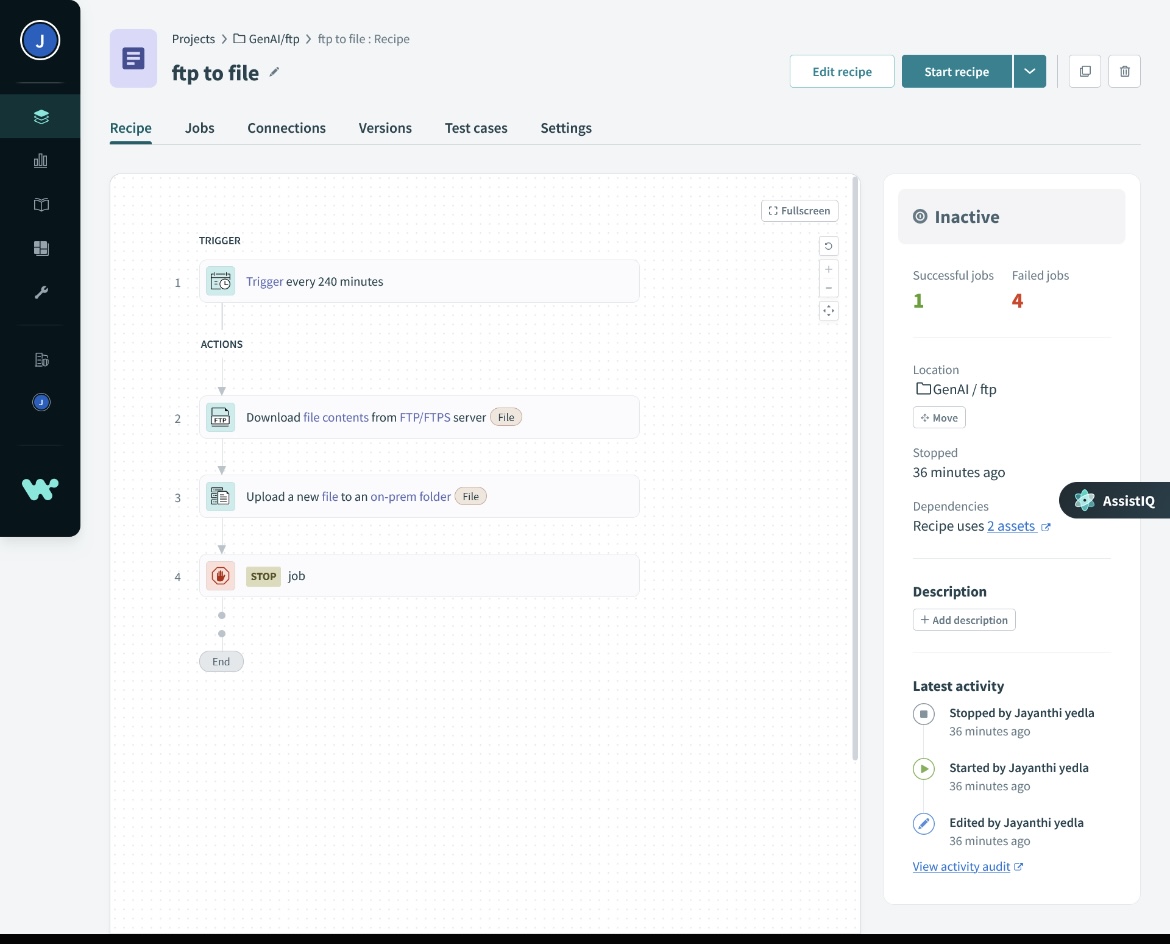 J
Projects > GenAI/ftp > ftp to file : Recipe
ftp to file
Edit recipe
Start recipe
Recipe
Jobs
Connections
Versions
Test cases
Settings
Fullscreen
TRIGGER
1 Trigger every 240 minutes
ACTIONS
2 FTP Download file contents from FTP/FTPS server File
3 Upload a new file to an on-prem folder File
4 STOP job
End
Inactive
Successful jobs Failed jobs
1 4
Location
GenAI / ftp
Move
Stopped
36 minutes ago
Dependencies
Recipe uses 2 assets
AssistIQ
Description
+ Add description
Latest activity
Stopped by Jayanthi yedla
36 minutes ago
Started by Jayanthi yedla
36 minutes ago
Edited by Jayanthi yedla
36 minutes ago
View activity audit
J